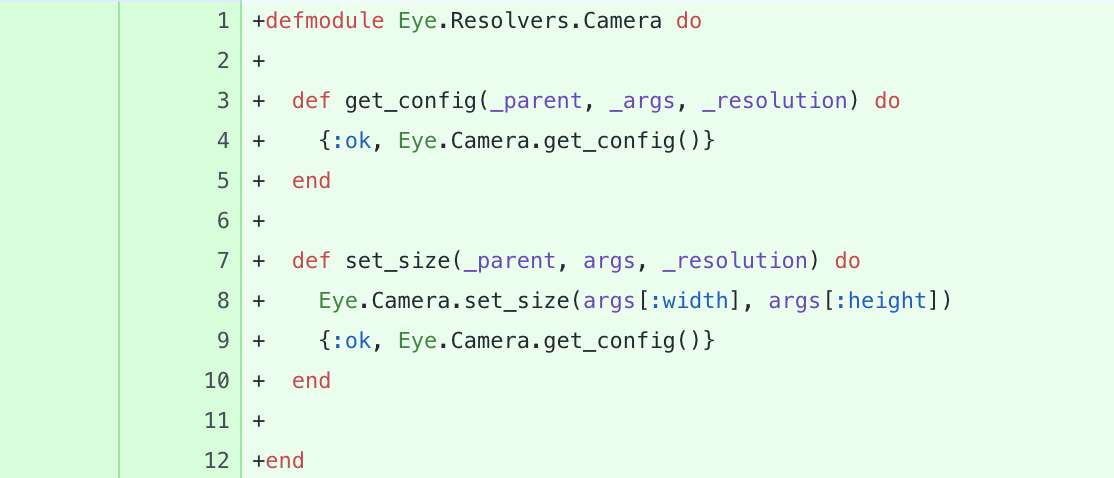 1 +defmodule Eye.Resolvers.Camera do
2 +
3 +  def get_config(_parent, _args, _resolution) do
4 +    {:ok, Eye.Camera.get_config()}
5 +  end
6 +
7 +  def set_size(_parent, args, _resolution) do
8 +    Eye.Camera.set_size(args[:width], args[:height])
9 +    {:ok, Eye.Camera.get_config()}
10 +  end
11 +
12 +end